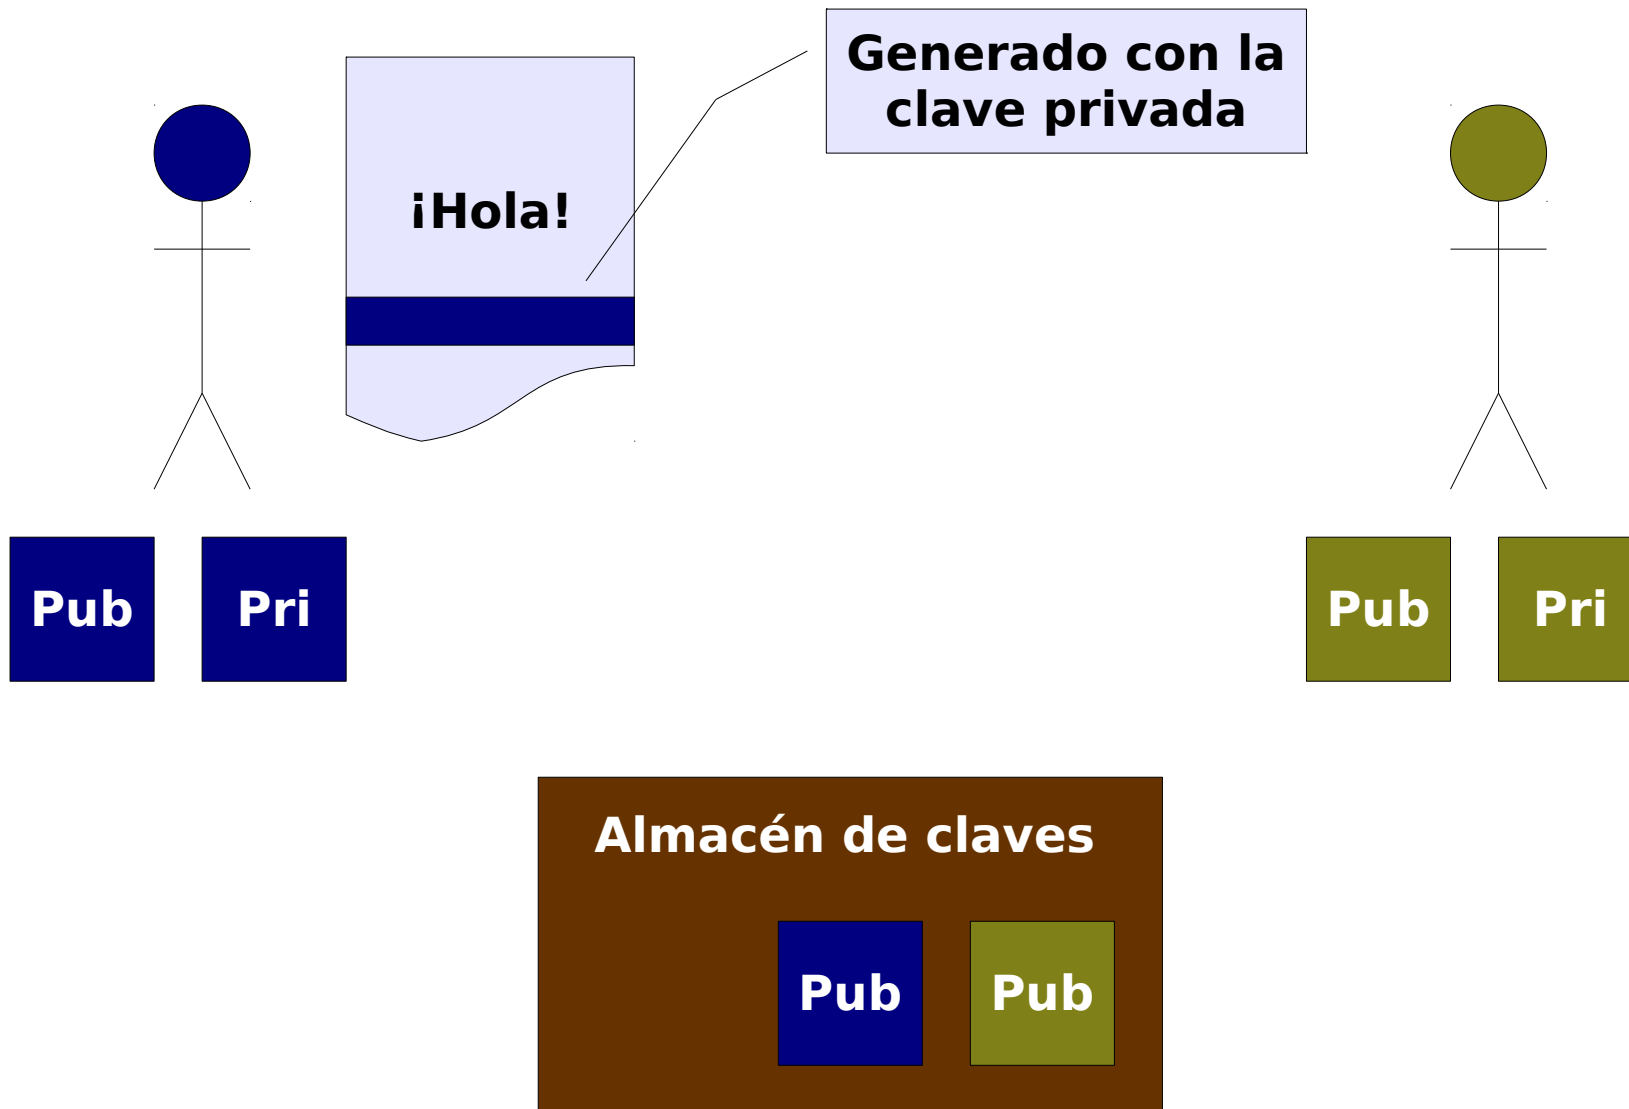 Generado con la
clave privada
¡Hola!
Pub
Pri
Pub
Pri
Almacén de claves
Pub
Pub